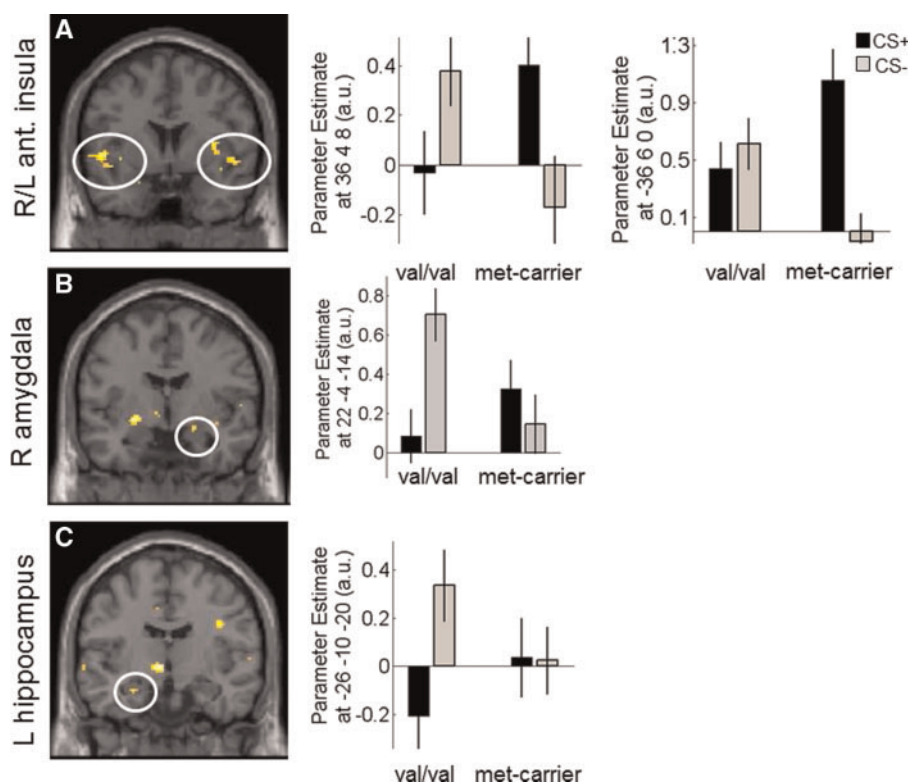 R/L ant. insula
A
Parameter Estimate
at 36 4 8 (a.u.)
0.4
0.2
0
-0.2
val/val met-carrier
Parameter Estimate
at -36 6 0 (a.u.)
1.3
0.9
0.5
0.1
val/val met-carrier
CS+
CS-
R amygdala
B
Parameter Estimate
at 22 -4 -14 (a.u.)
0.8
0.6
0.4
0.2
0
val/val met-carrier
L hippocampus
C
Parameter Estimate
at -26 -10 -20 (a.u.)
0.4
0.2
0
-0.2
val/val met-carrier